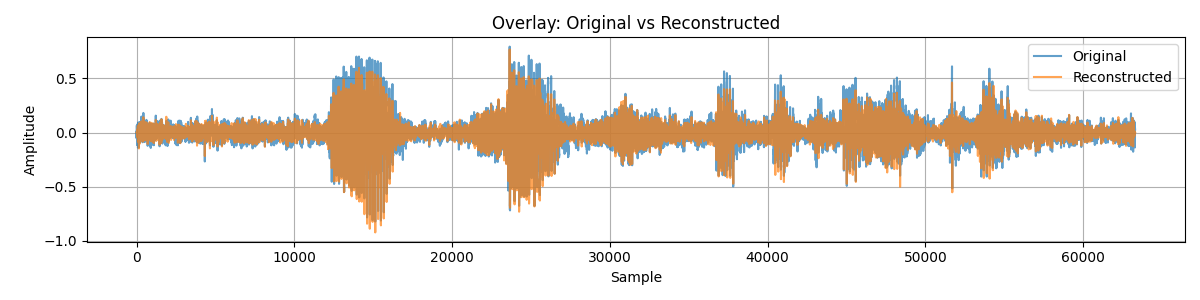 Overlay: Original vs Reconstructed
Original
Reconstructed
Amplitude
0.5
0.0
−0.5
−1.0
0 10000 20000 30000 40000 50000 60000
Sample